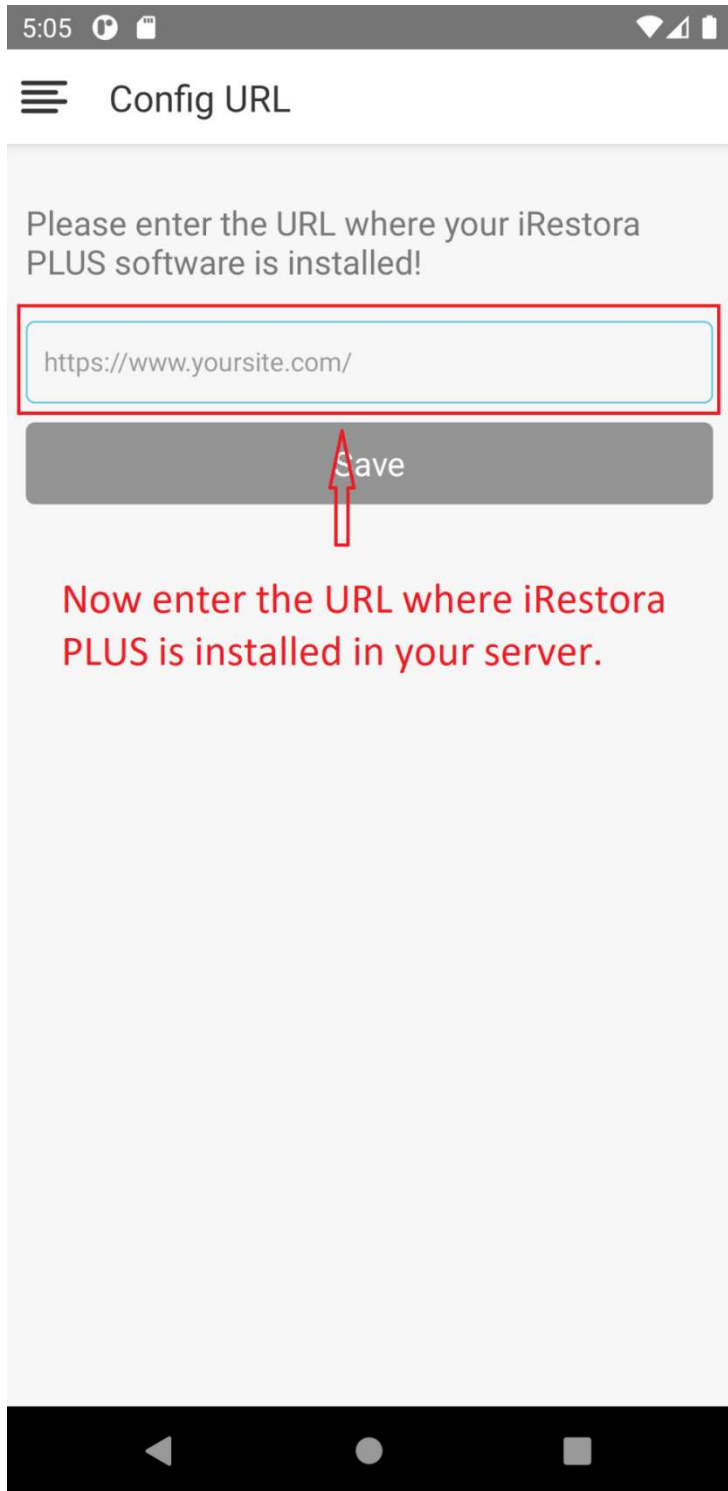 5:05
Config URL
Please enter the URL where your iRestora
PLUS software is installed!
https://www.yoursite.com/
Save
Now enter the URL where iRestora
PLUS is installed in your server.